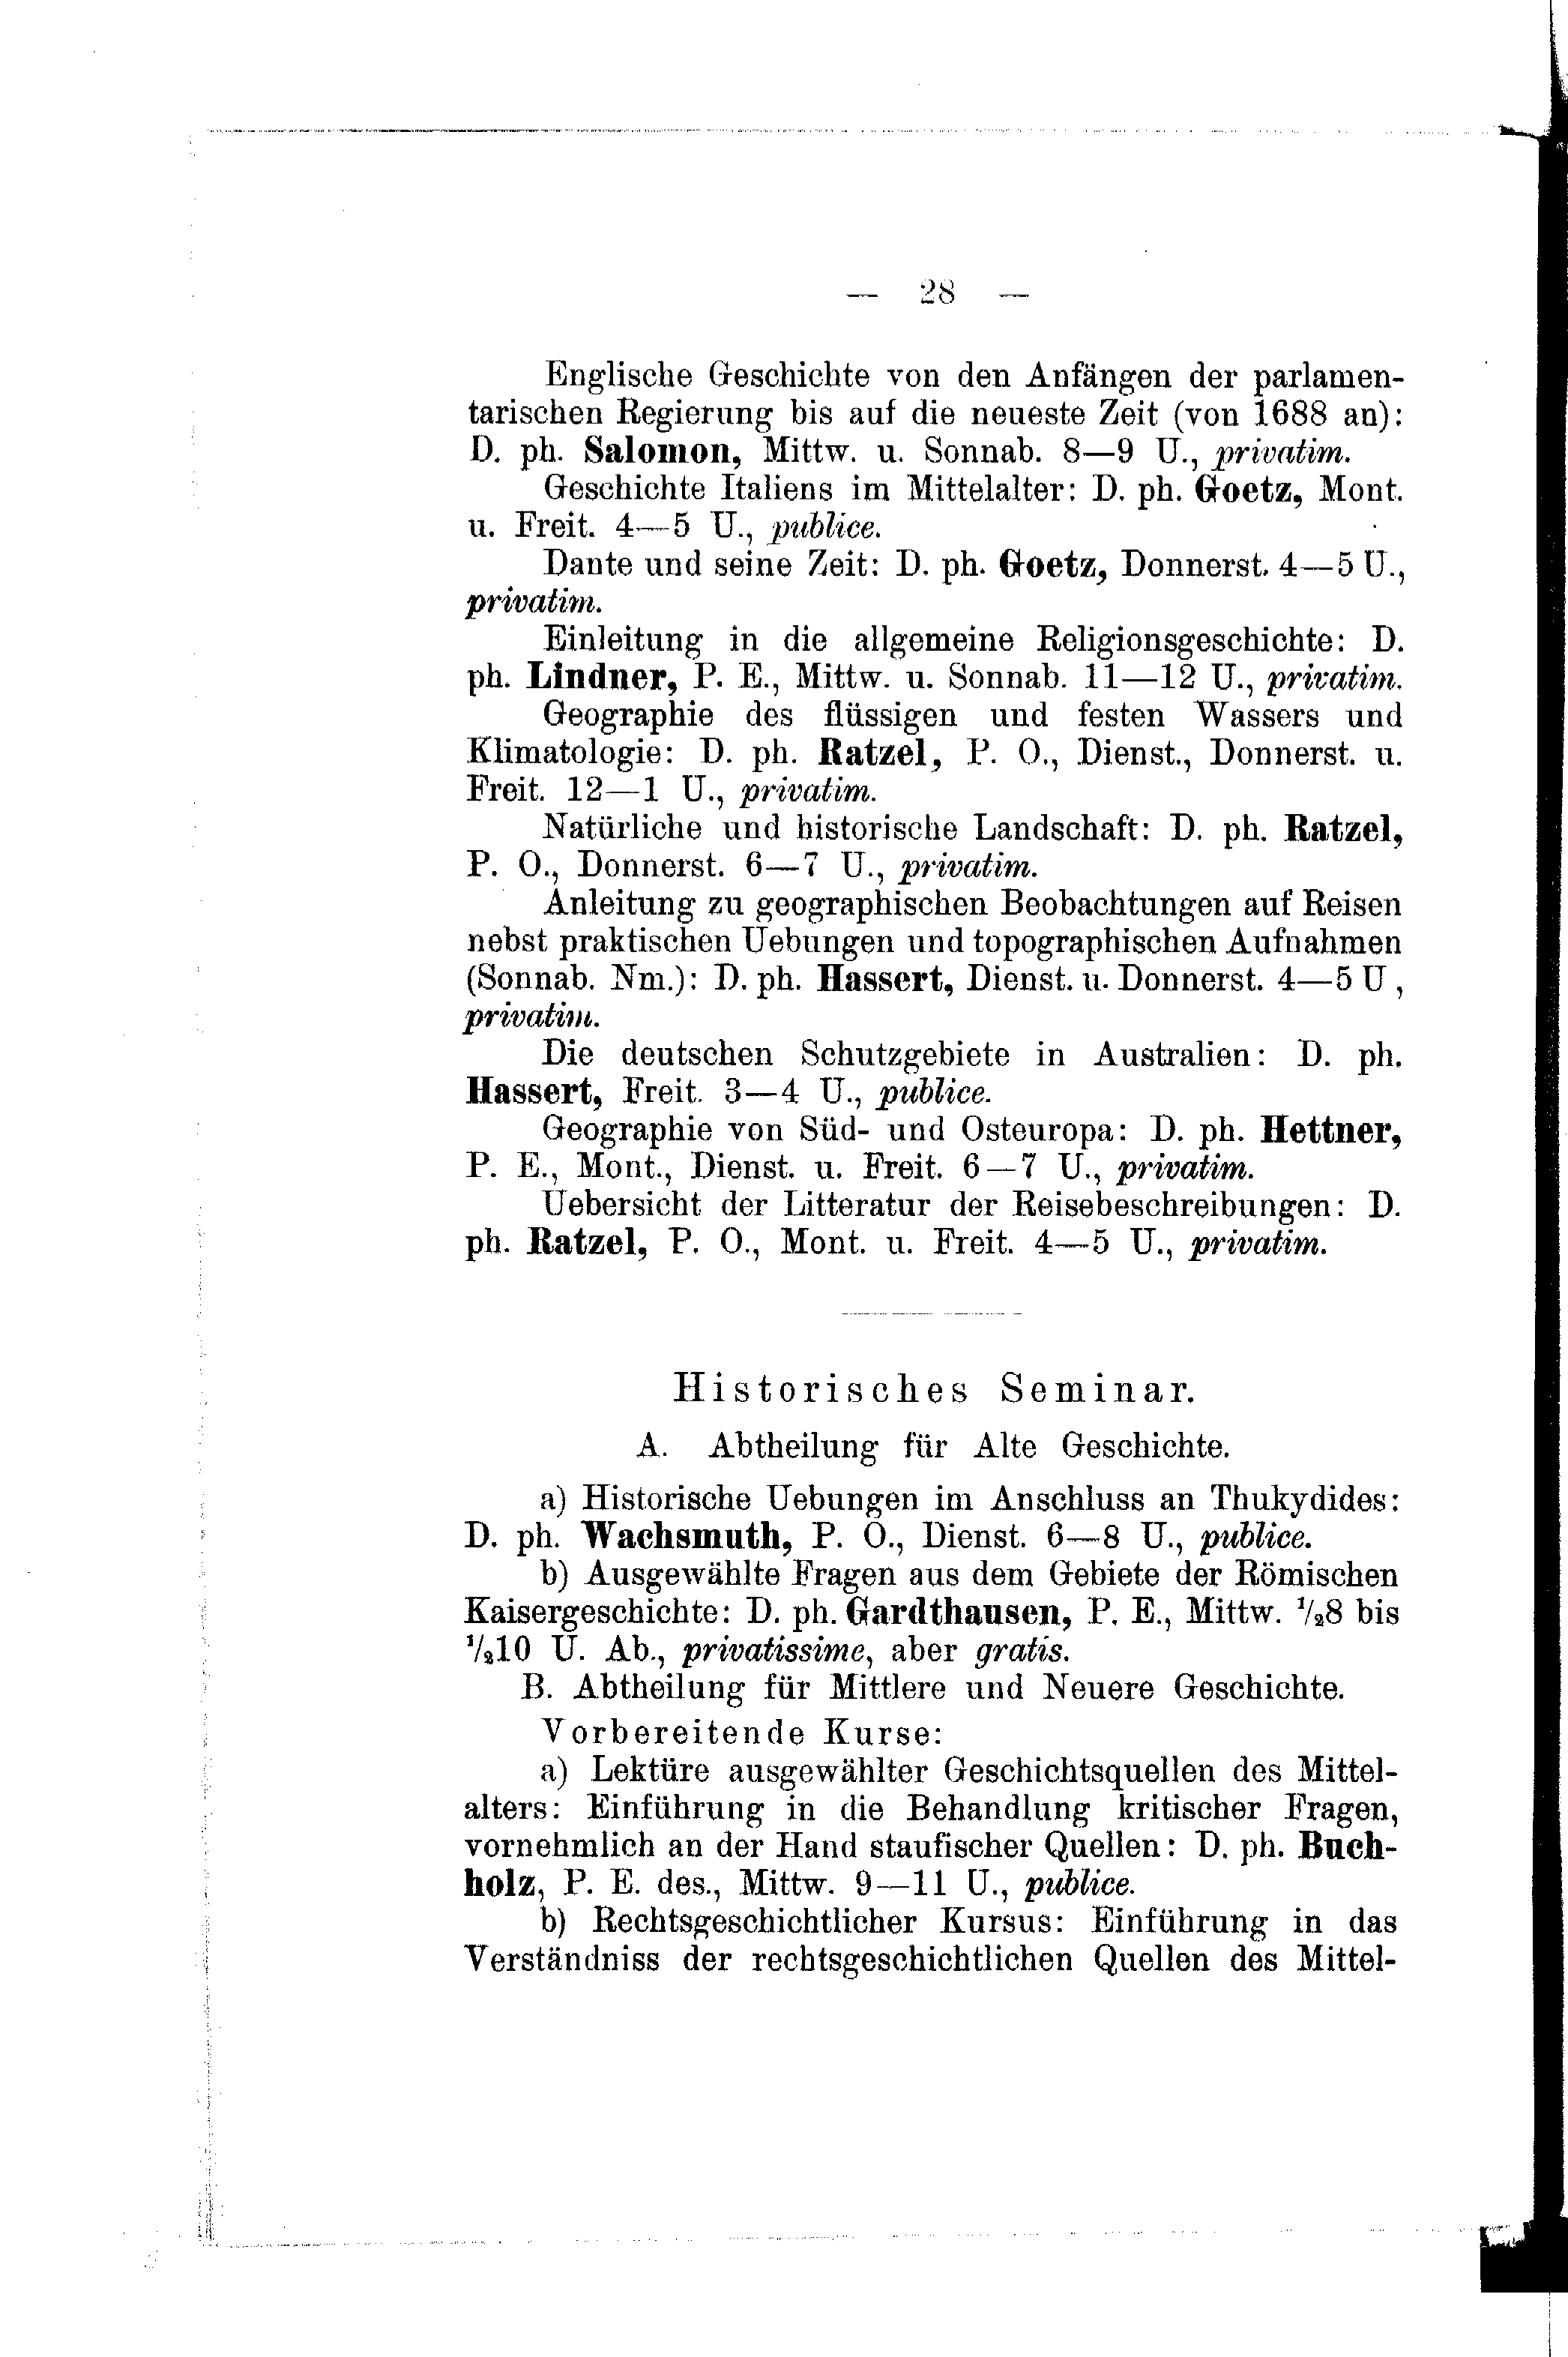 — 28 —
Englische Geschichte von den Anfängen der parlamen-
tarischen Regierung bis auf die neueste Zeit (von 1688 an):
D. ph. Salomon, Mittw. u. Sonnab. 8—9 U., privatim.
Geschichte Italiens im Mittelalter: D. ph. Goetz, Mont.
u. Freit. 4—5 U., publice.
Dante und seine Zeit: D. ph. Goetz, Donnerst. 4—5 U.,
privatim.
Einleitung in die allgemeine Religionsgeschichte: D.
ph. Lindner, P. E., Mittw. u. Sonnab. 11—12 U., privatim.
Geographie des flüssigen und festen Wassers und
Klimatologie: D. ph. Ratzel, P. O., Dienst., Donnerst. u.
Freit. 12—1 U., privatim.
Natürliche und historische Landschaft: D. ph. Ratzel,
P. O., Donnerst. 6—7 U., privatim.
Anleitung zu geographischen Beobachtungen auf Reisen
nebst praktischen Uebungen und topographischen Aufnahmen
(Sonnab. Nm.): D. ph. Hassert, Dienst. u. Donnerst. 4—5 U ,
privatim.
Die deutschen Schutzgebiete in Australien: D. ph.
Hassert, Freit. 3—4 U., publice.
Geographie von Süd- und Osteuropa: D. ph. Hettner,
P. E., Mont., Dienst. u. Freit. 6—7 U., privatim.
Uebersicht der Litteratur der Reisebeschreibungen: D.
ph. Ratzel, P. O., Mont. u. Freit. 4—5 U., privatim.
Historisches Seminar.
A. Abtheilung für Alte Geschichte.
a) Historische Uebungen im Anschluss an Thukydides:
D. ph. Wachsmuth, P. O., Dienst. 6—8 U., publice.
b) Ausgewählte Fragen aus dem Gebiete der Römischen
Kaisergeschichte: D. ph. Gardthausen, P. E., Mittw. ½8 bis
½10 U. Ab., privatissime, aber gratis.
B. Abtheilung für Mittlere und Neuere Geschichte.
Vorbereitende Kurse:
a) Lektüre ausgewählter Geschichtsquellen des Mittel-
alters: Einführung in die Behandlung kritischer Fragen,
vornehmlich an der Hand staufischer Quellen: D. ph. Buch-
holz, P. E. des., Mittw. 9—11 U., publice.
b) Rechtsgeschichtlicher Kursus: Einführung in das
Verständniss der rechtsgeschichtlichen Quellen des Mittel-